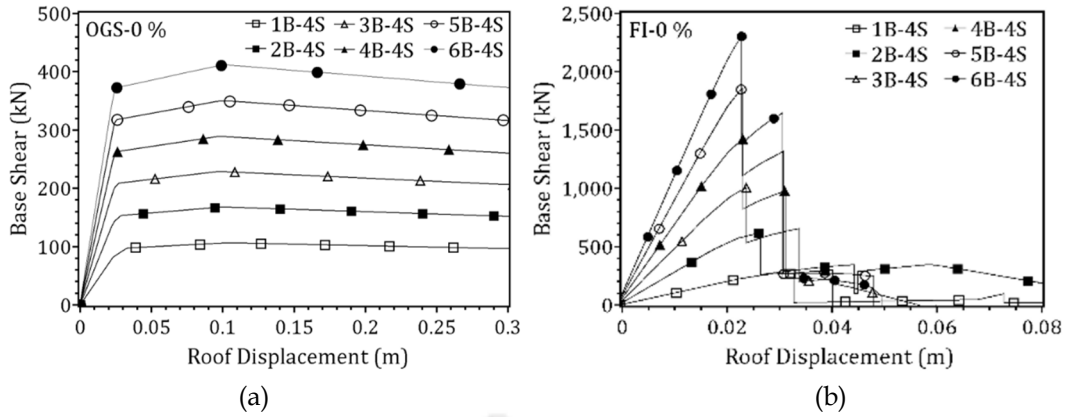 OGS-0 %
1B-4S 3B-4S 5B-4S
2B-4S 4B-4S 6B-4S
500
400
300
200
100
0
Base Shear (kN)
0 0.05 0.1 0.15 0.2 0.25 0.3
Roof Displacement (m)
(a)
FI-0 %
1B-4S 4B-4S
2B-4S 5B-4S
3B-4S 6B-4S
2,500
2,000
1,500
1,000
500
0
Base Shear (kN)
0 0.02 0.04 0.06 0.08
Roof Displacement (m)
(b)